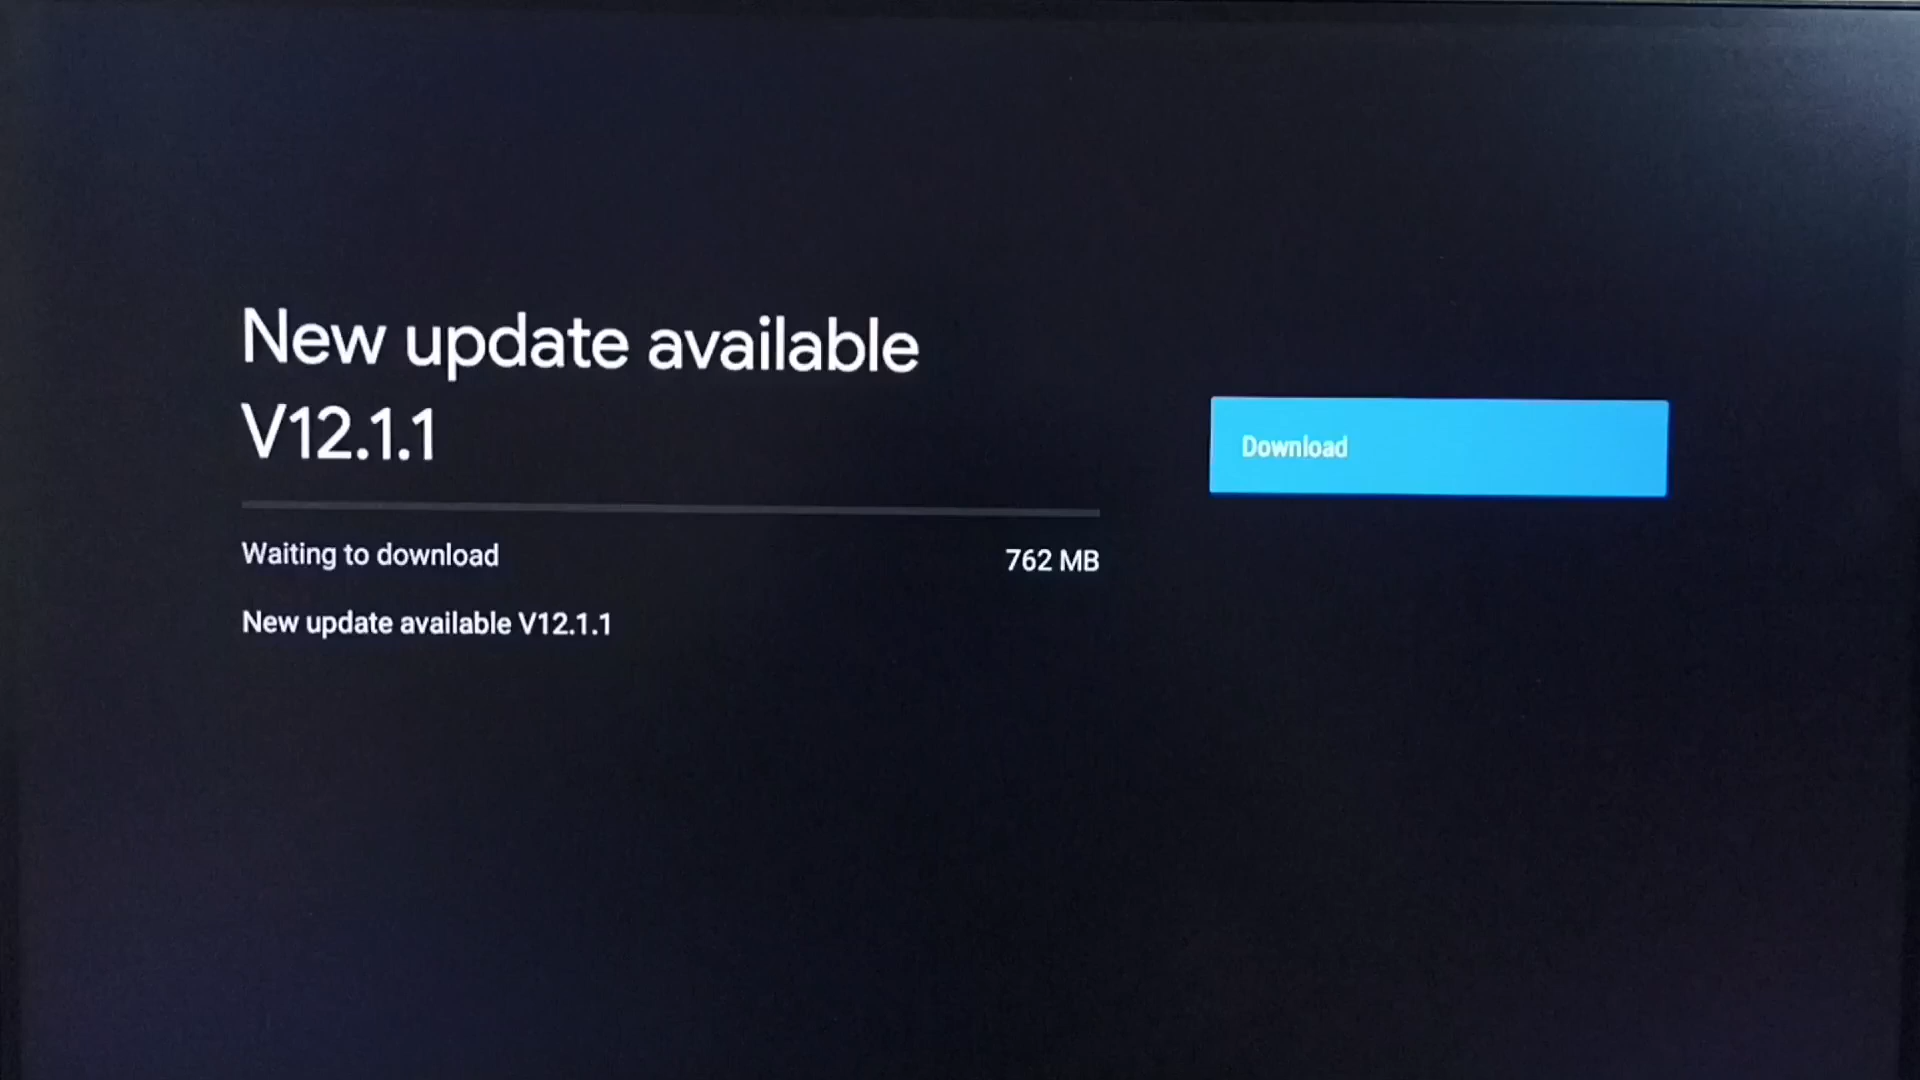 New update available
V12.1.1
Download
Waiting to download
762 MB
New update available V12.1.1